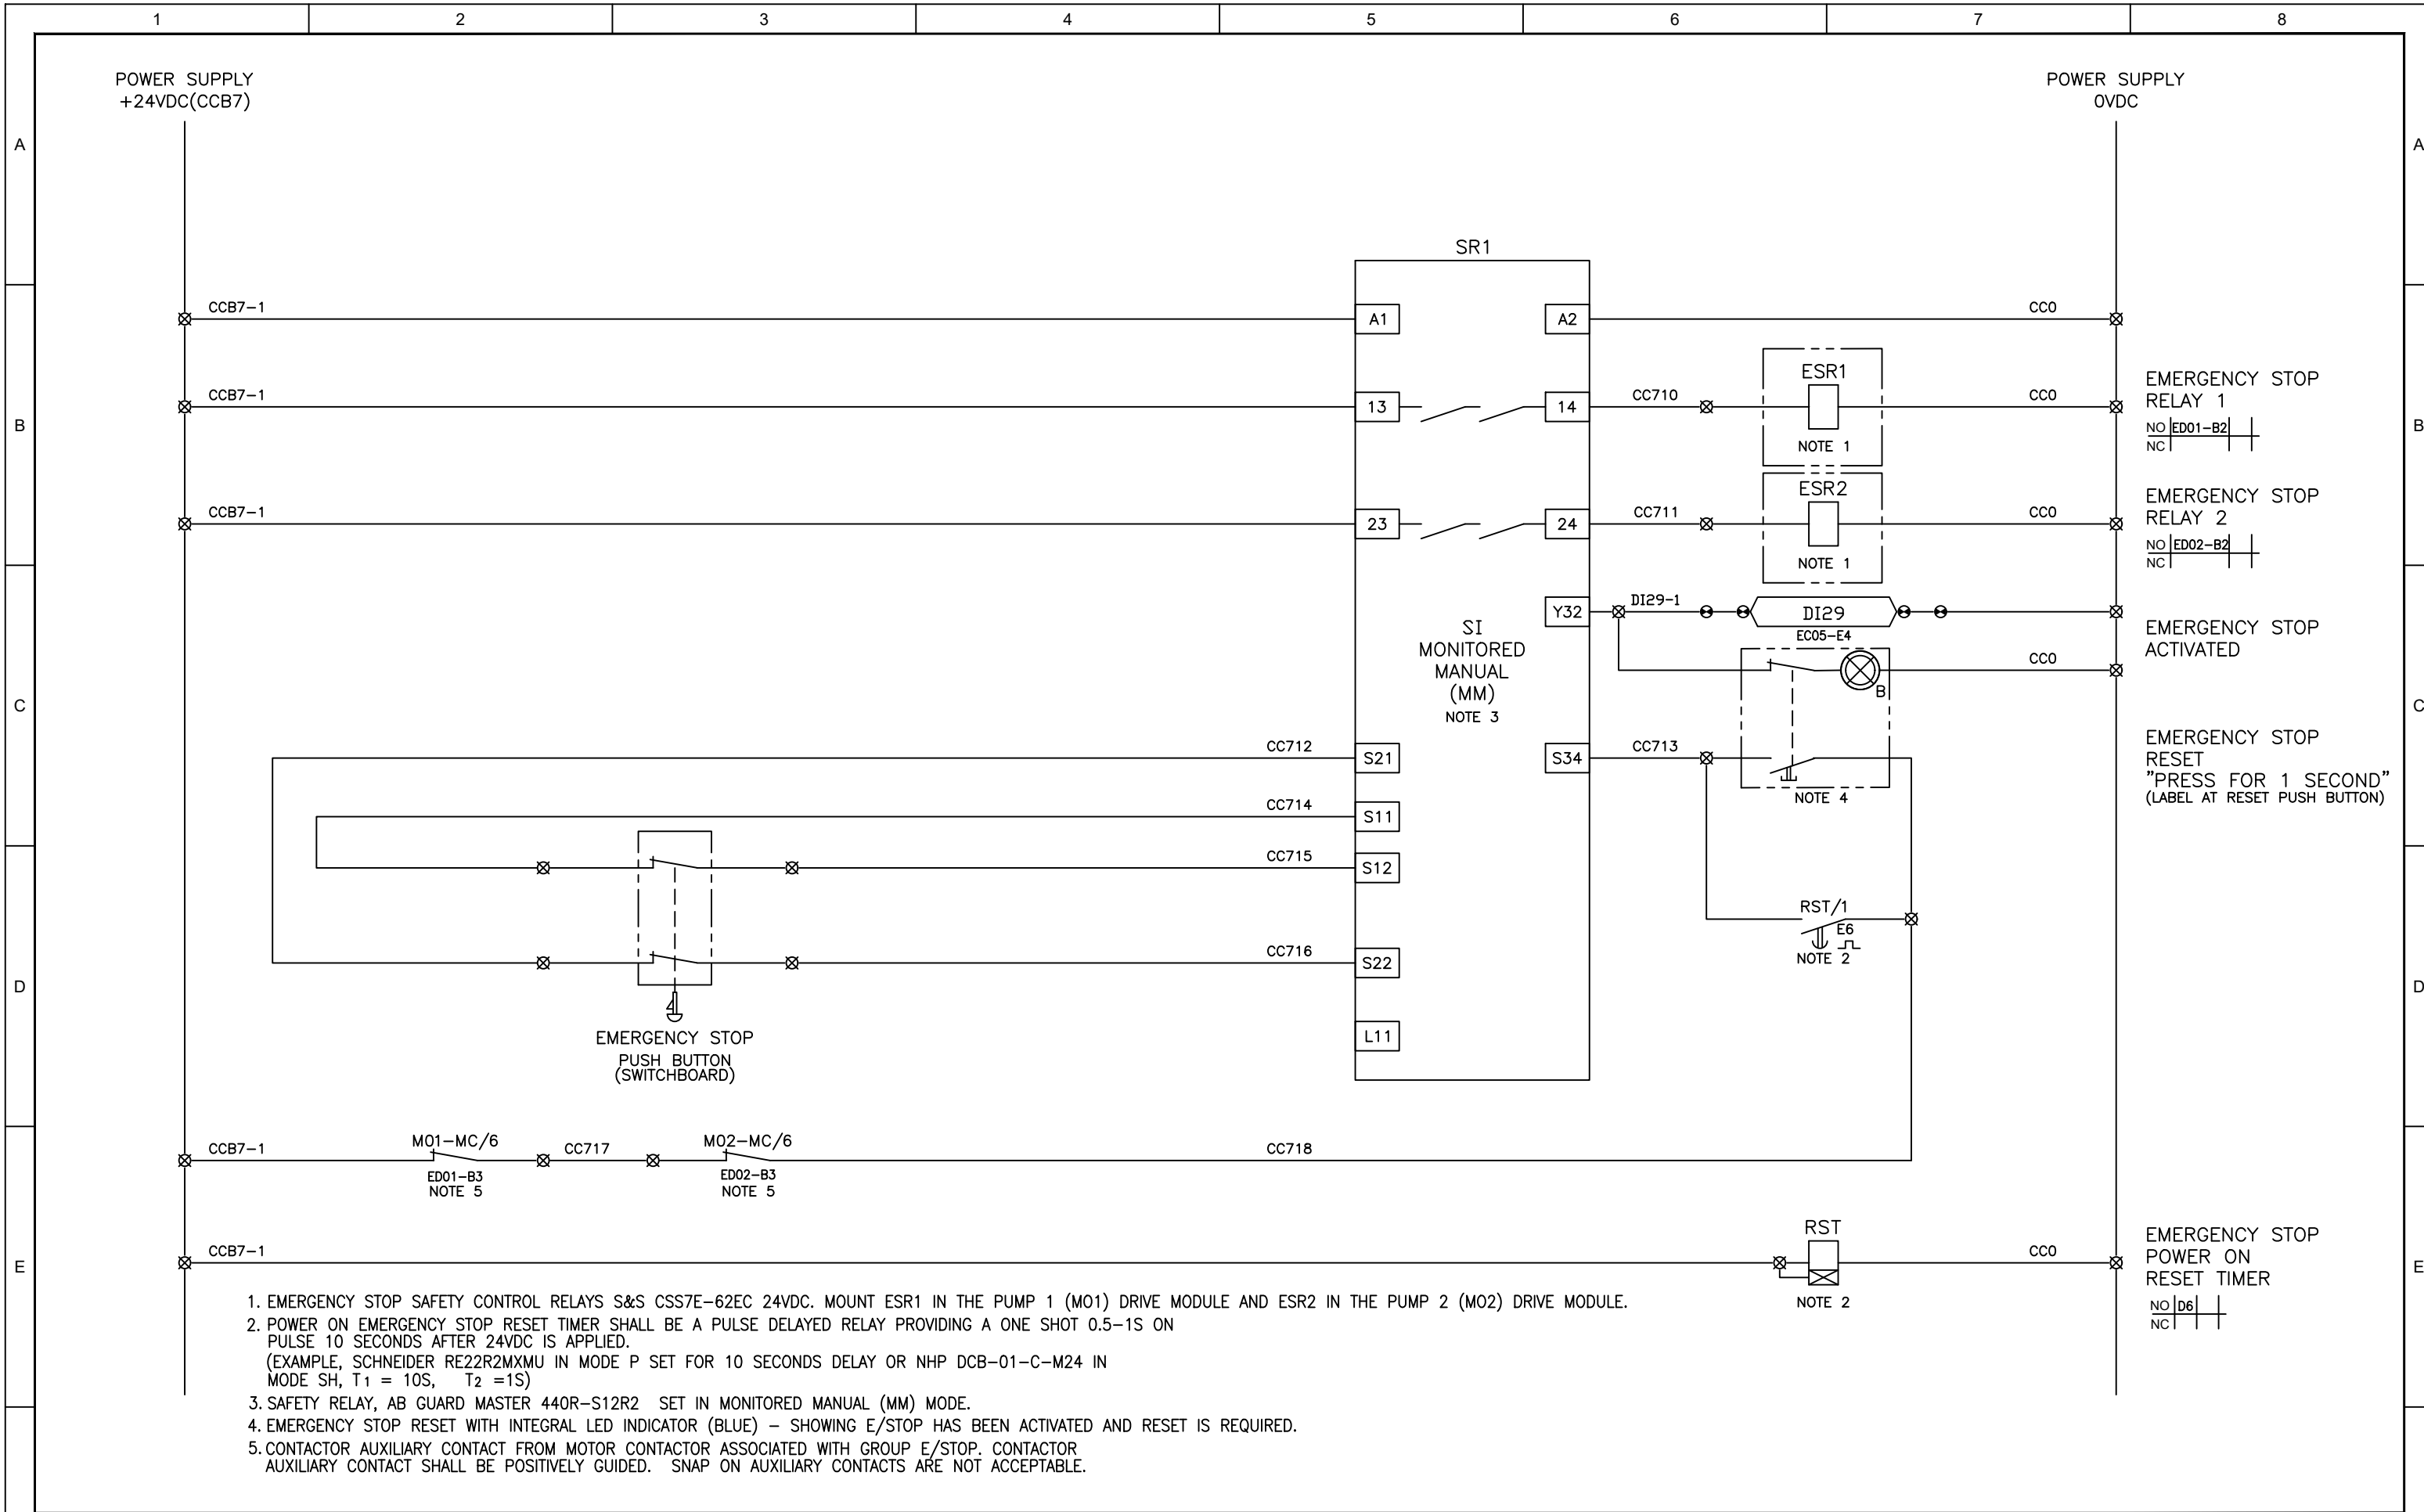 1 2 3 4 5 6 7 8
POWER SUPPLY
+24VDC(CCB7)
POWER SUPPLY
0VDC
A
A
SR1
CCB7-1
A1
A2
CC0
CCB7-1
13
14
CC710
ESR1
NOTE 1
CC0
EMERGENCY STOP
RELAY 1
NO ED01-B2
NC
B
B
CCB7-1
23
24
CC711
ESR2
NOTE 1
CC0
EMERGENCY STOP
RELAY 2
NO ED02-B2
NC
Y32
DI29-1
DI29
EC05-E4
EMERGENCY STOP
ACTIVATED
SI
MONITORED
MANUAL
(MM)
NOTE 3
B
CC0
C
C
CC712
S21
S34
CC713
NOTE 4
EMERGENCY STOP
RESET
"PRESS FOR 1 SECOND"
(LABEL AT RESET PUSH BUTTON)
CC714
S11
CC715
S12
RST/1
E6
NOTE 2
CC716
S22
D
D
L11
EMERGENCY STOP
PUSH BUTTON
(SWITCHBOARD)
CCB7-1
M01-MC/6
ED01-B3
NOTE 5
CC717
M02-MC/6
ED02-B3
NOTE 5
CC718
CCB7-1
RST
NOTE 2
CC0
EMERGENCY STOP
POWER ON
RESET TIMER
NO D6
NC
E
E
1. EMERGENCY STOP SAFETY CONTROL RELAYS S&S CSS7E-62EC 24VDC. MOUNT ESR1 IN THE PUMP 1 (M01) DRIVE MODULE AND ESR2 IN THE PUMP 2 (M02) DRIVE MODULE.
2. POWER ON EMERGENCY STOP RESET TIMER SHALL BE A PULSE DELAYED RELAY PROVIDING A ONE SHOT 0.5-1S ON
PULSE 10 SECONDS AFTER 24VDC IS APPLIED.
(EXAMPLE, SCHNEIDER RE22R2MXMU IN MODE P SET FOR 10 SECONDS DELAY OR NHP DCB-01-C-M24 IN
MODE SH, T1 = 10S, T2 =1S)
3. SAFETY RELAY, AB GUARD MASTER 440R-S12R2 SET IN MONITORED MANUAL (MM) MODE.
4. EMERGENCY STOP RESET WITH INTEGRAL LED INDICATOR (BLUE) - SHOWING E/STOP HAS BEEN ACTIVATED AND RESET IS REQUIRED.
5. CONTACTOR AUXILIARY CONTACT FROM MOTOR CONTACTOR ASSOCIATED WITH GROUP E/STOP. CONTACTOR
AUXILIARY CONTACT SHALL BE POSITIVELY GUIDED. SNAP ON AUXILIARY CONTACTS ARE NOT ACCEPTABLE.